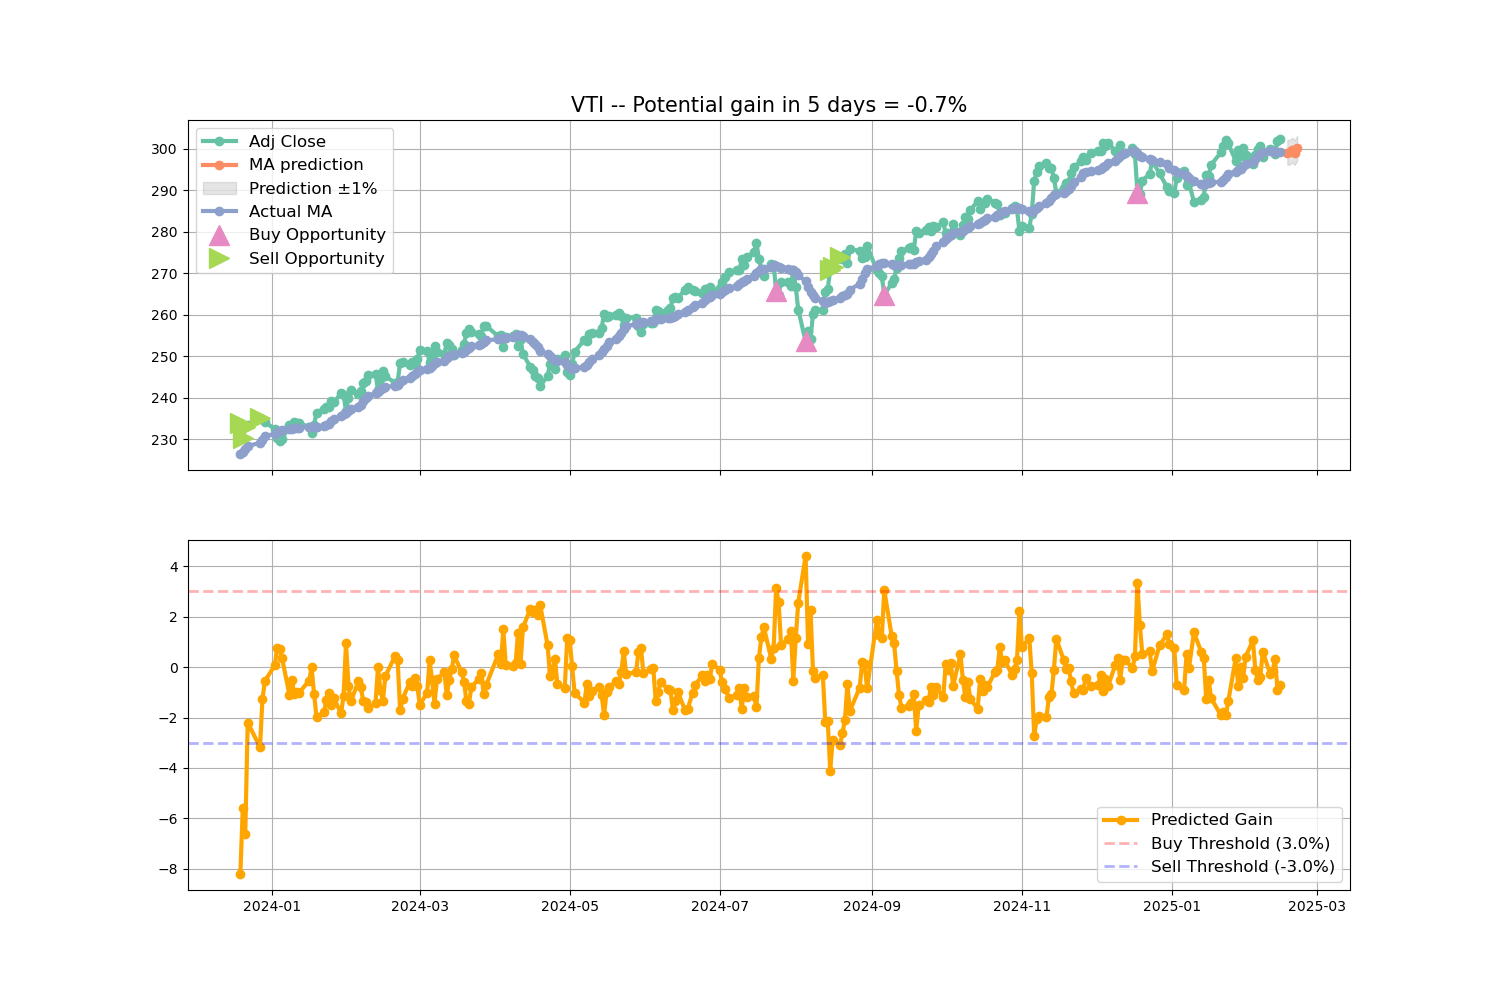 VTI -- Potential gain in 5 days = -0.7%
300
290
280
270
260
250
240
230
Adj Close
MA prediction
Prediction ±1%
Actual MA
Buy Opportunity
Sell Opportunity
4
2
0
−2
−4
−6
−8
Predicted Gain
Buy Threshold (3.0%)
Sell Threshold (-3.0%)
2024-01 2024-03 2024-05 2024-07 2024-09 2024-11 2025-01 2025-03